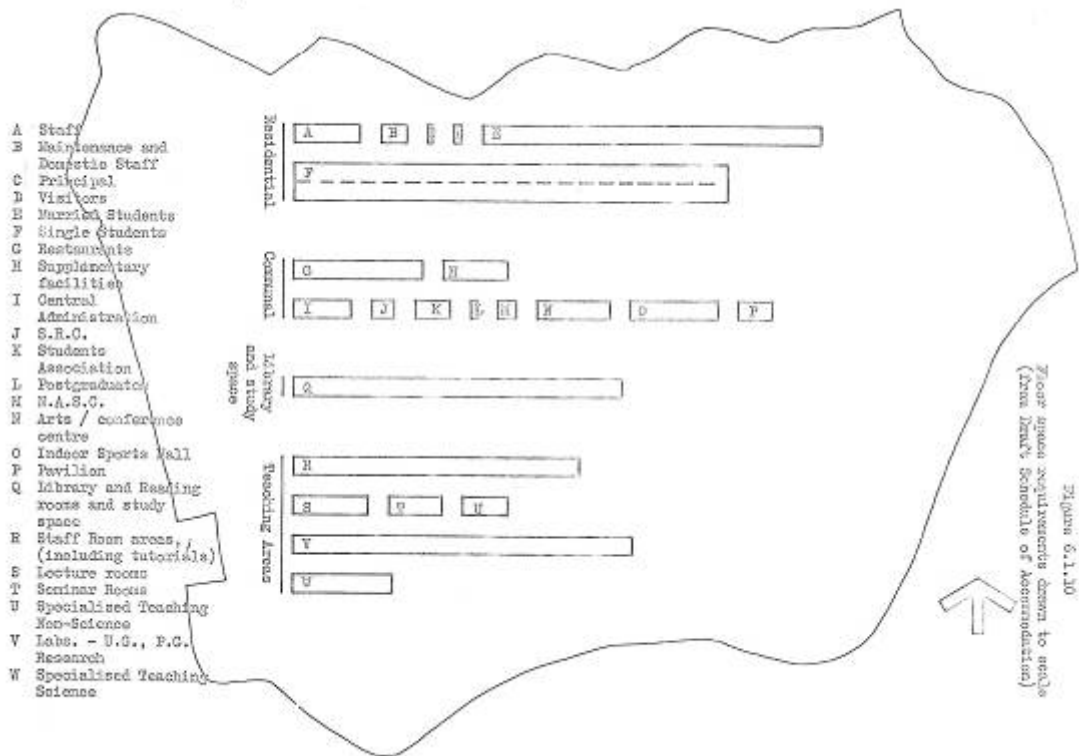 A Staff
B Maintenance and
Domestic Staff
C Principal
D Visitors
E Married Students
F Single Students
G Restaurants
H Supplimentary
facilities
I Central
Administration
J S.R.C.
K Students
Association
L Postgraduates
M N.A.S.C.
N Arts / conference
centre
O Indoor Sports Hall
P Pavilion
Q Library and Reading
rooms and study
space
R Staff Room areas,
(including tutorials)
S Lecture rooms
T Seminar Rooms
U Specialised Teaching
Non-Science
V Labs. - U.G., P.G.
Research
W Specialised Teaching
Science
Residential
A B D L E
F
Communal
G H
I J K L M N O P
Library
and study
space
Q
Teaching Areas
R
S T U
V
W
Figure 6.1.10
Floor space requirements drawn to scale
(from Draft Schedule of Accommodation)